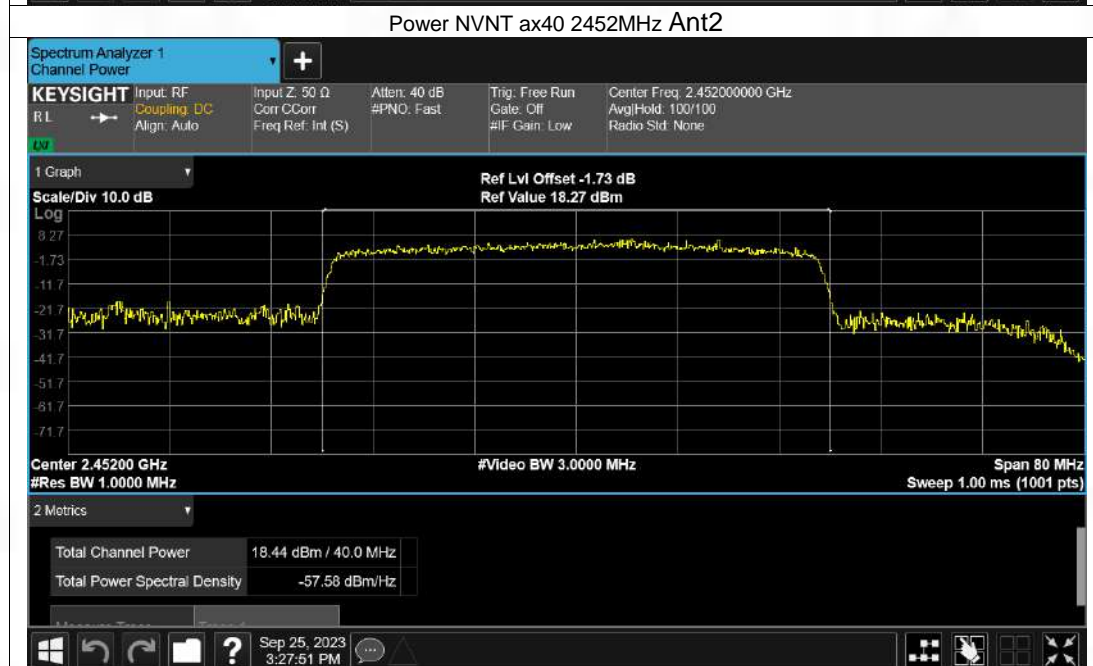 Power NVNT ax40 2452MHz Ant2
Spectrum Analyzer 1
Channel Power
+
KEYSIGHT Input: RF Input Z: 50 Ω Atten: 40 dB Trig: Free Run Center Freq: 2.452000000 GHz
RL Coupling: DC Corr CCorr #PNO: Fast Gate: Off Avg|Hold: 100/100
Align: Auto Freq Ref: Int (S) #IF Gain: Low Radio Std: None
LXI
1 Graph
Ref Lvl Offset -1.73 dB
Scale/Div 10.0 dB Ref Value 18.27 dBm
Log
8.27
-1.73
-11.7
-21.7
-31.7
-41.7
-51.7
-61.7
-71.7
Center 2.45200 GHz #Video BW 3.0000 MHz Span 80 MHz
#Res BW 1.0000 MHz Sweep 1.00 ms (1001 pts)
2 Metrics
Total Channel Power 18.44 dBm / 40.0 MHz
Total Power Spectral Density -57.58 dBm/Hz
? Sep 25, 2023
3:27:51 PM